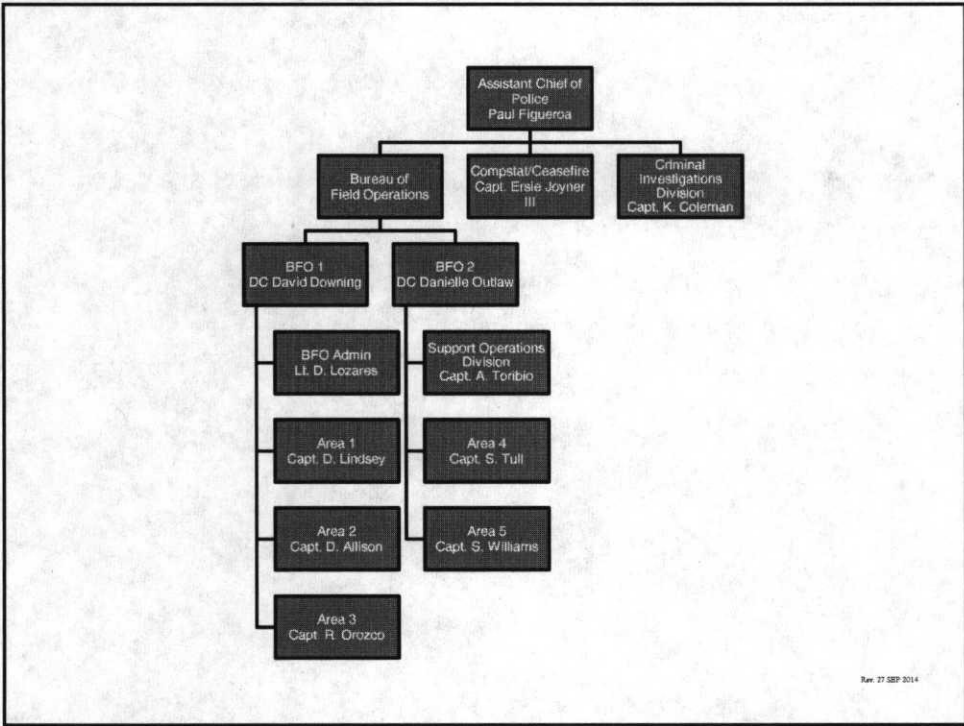 Assistant Chief of
Police
Paul Figueroa
Bureau of
Field Operations
Compstat/Ceasefire
Capt. Ersie Joyner
III
Criminal
Investigations
Division
Capt. K. Coleman
BFO 1
DC David Downing
BFO 2
DC Danielle Outlaw
BFO Admin
Lt. D. Lozares
Support Operations
Division
Capt. A. Toribio
Area 1
Capt. D. Lindsey
Area 4
Capt. S. Tull
Area 2
Capt. D. Allison
Area 5
Capt. S. Williams
Area 3
Capt. R. Orozco
Rev. 27 SEP 2014